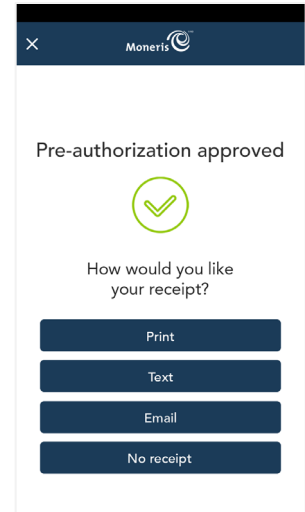 Moneris
Pre-authorization approved
How would you like
your receipt?
Print
Text
Email
No receipt